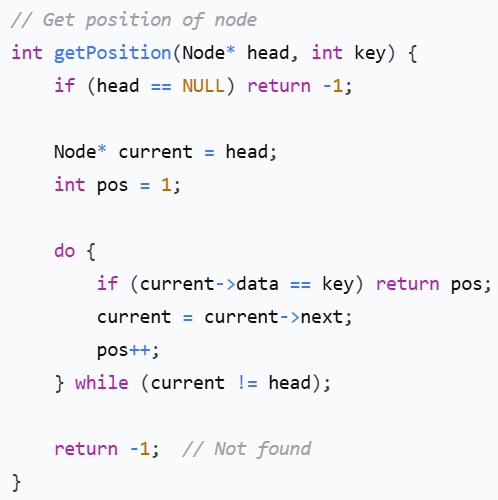 // Get position of node
int getPosition(Node* head, int key) {
    if (head == NULL) return -1;

    Node* current = head;
    int pos = 1;

    do {
        if (current->data == key) return pos;
        current = current->next;
        pos++;
    } while (current != head);

    return -1;  // Not found
}